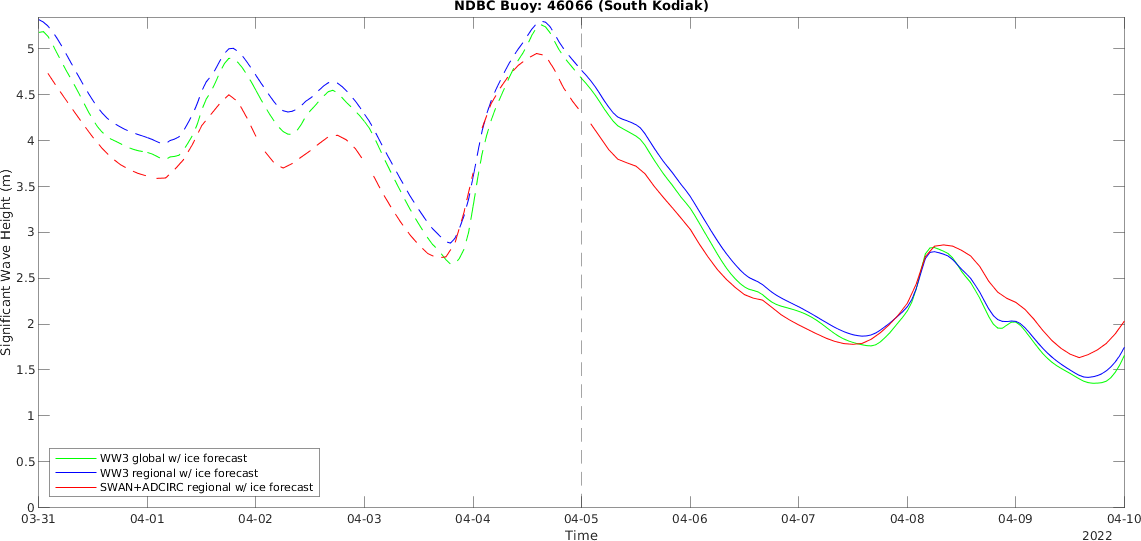 NDBC Buoy: 46066 (South Kodiak)
Significant Wave Height (m)
5
4.5
4
3.5
3
2.5
2
1.5
1
0.5
0
WW3 global w/ ice forecast
WW3 regional w/ ice forecast
SWAN+ADCIRC regional w/ ice forecast
03-31 04-01 04-02 04-03 04-04 04-05 04-06 04-07 04-08 04-09 04-10
Time
2022